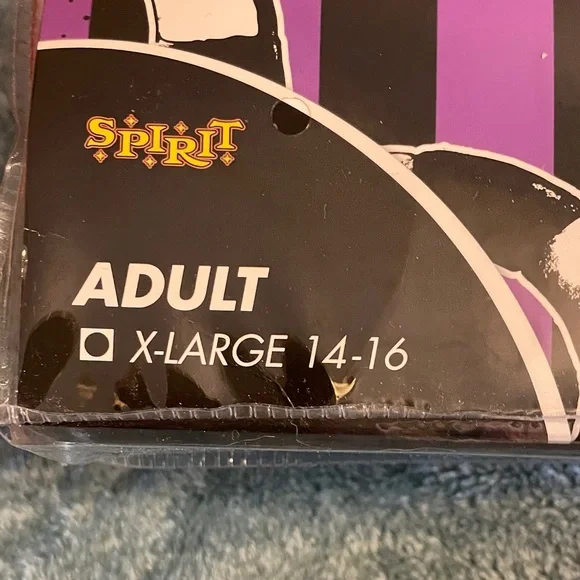 SPIRIT
ADULT
X-LARGE 14-16